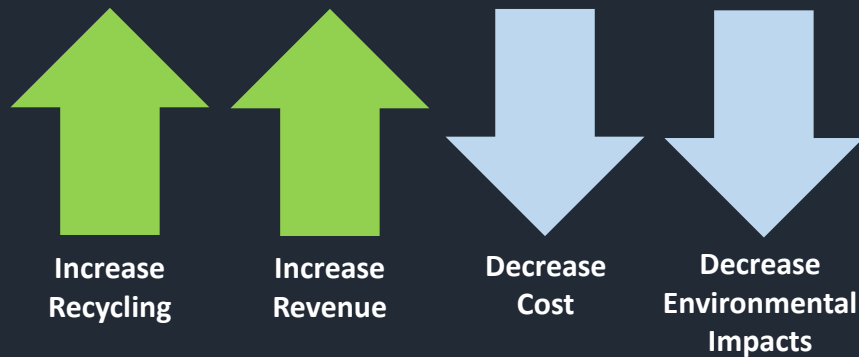 Increase
Recycling
Increase
Revenue
Decrease
Cost
Decrease
Environmental
Impacts